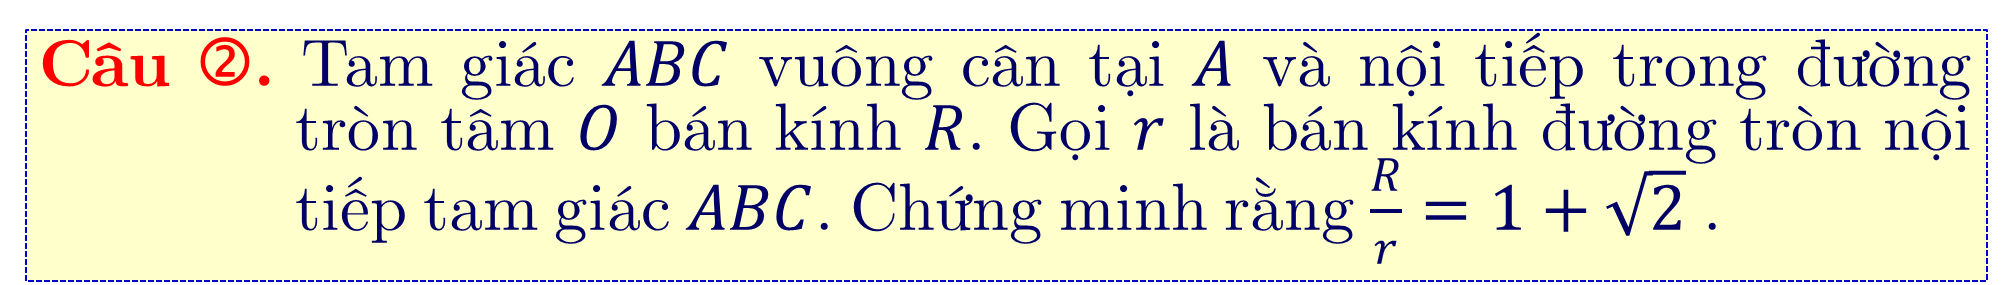 Câu ②. Tam giác ABC vuông cân tại A và nội tiếp trong đường
tròn tâm O bán kính R. Gọi r là bán kính đường tròn nội
tiếp tam giác ABC. Chứng minh rằng R/r = 1 + √2 .